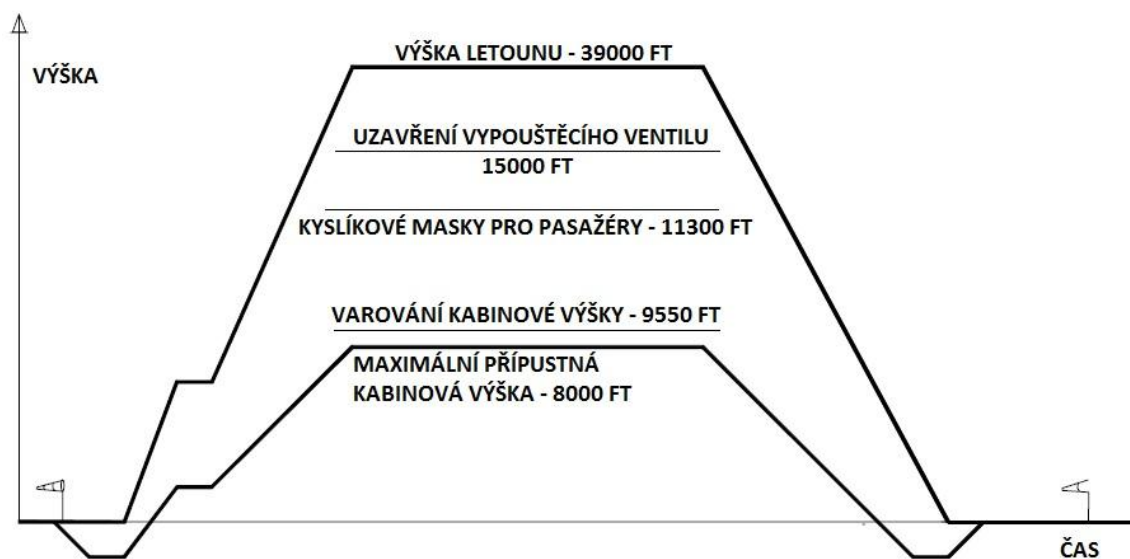 VÝŠKA LETOUNU - 39000 FT
VÝŠKA
UZAVŘENÍ VYPOUŠTĚCÍHO VENTILU
15000 FT
KYSLÍKOVÉ MASKY PRO PASAŽÉRY - 11300 FT
VAROVÁNÍ KABINOVÉ VÝŠKY - 9550 FT
MAXIMÁLNÍ PŘÍPUSTNÁ
KABINOVÁ VÝŠKA - 8000 FT
ČAS